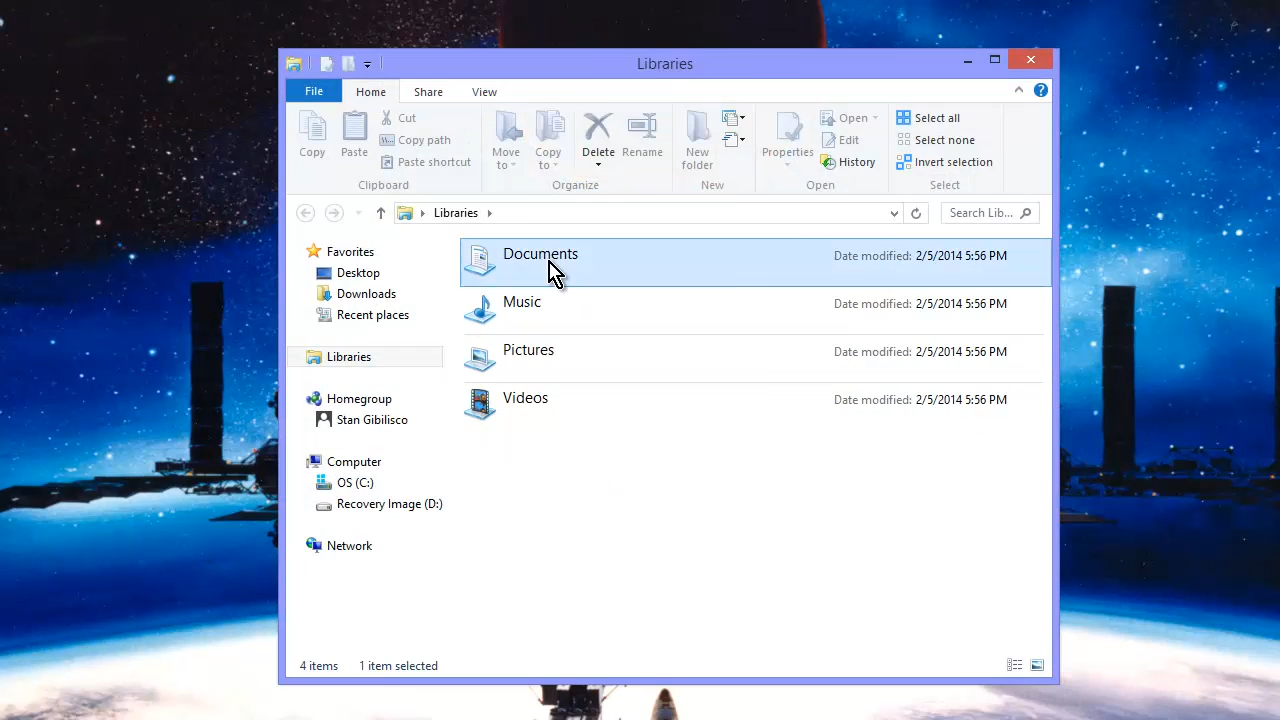 Libraries
File Home Share View
Copy
Paste
Cut
Copy path
Paste shortcut
Clipboard
Move to
Copy to
Delete
Rename
Organize
New folder
New
Properties
Open
Edit
History
Open
Select all
Select none
Invert selection
Select
Libraries
Search Lib...
Favorites
Desktop
Downloads
Recent places
Libraries
Homegroup
Stan Gibilisco
Computer
OS (C:)
Recovery Image (D:)
Network
Documents Date modified: 2/5/2014 5:56 PM
Music Date modified: 2/5/2014 5:56 PM
Pictures Date modified: 2/5/2014 5:56 PM
Videos Date modified: 2/5/2014 5:56 PM
4 items 1 item selected